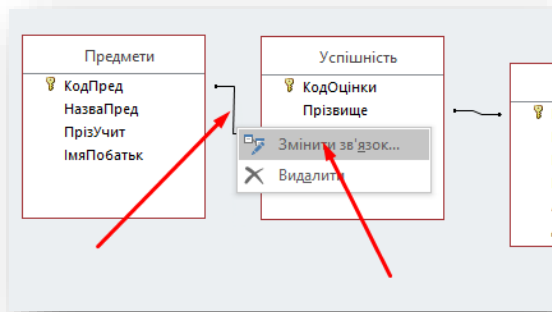 Предмети
КодПред
НазваПред
ПрізУчит
ІмяПобатьк
Успішність
КодОцінки
Прізвище
Змінити зв'язок...
Видалити